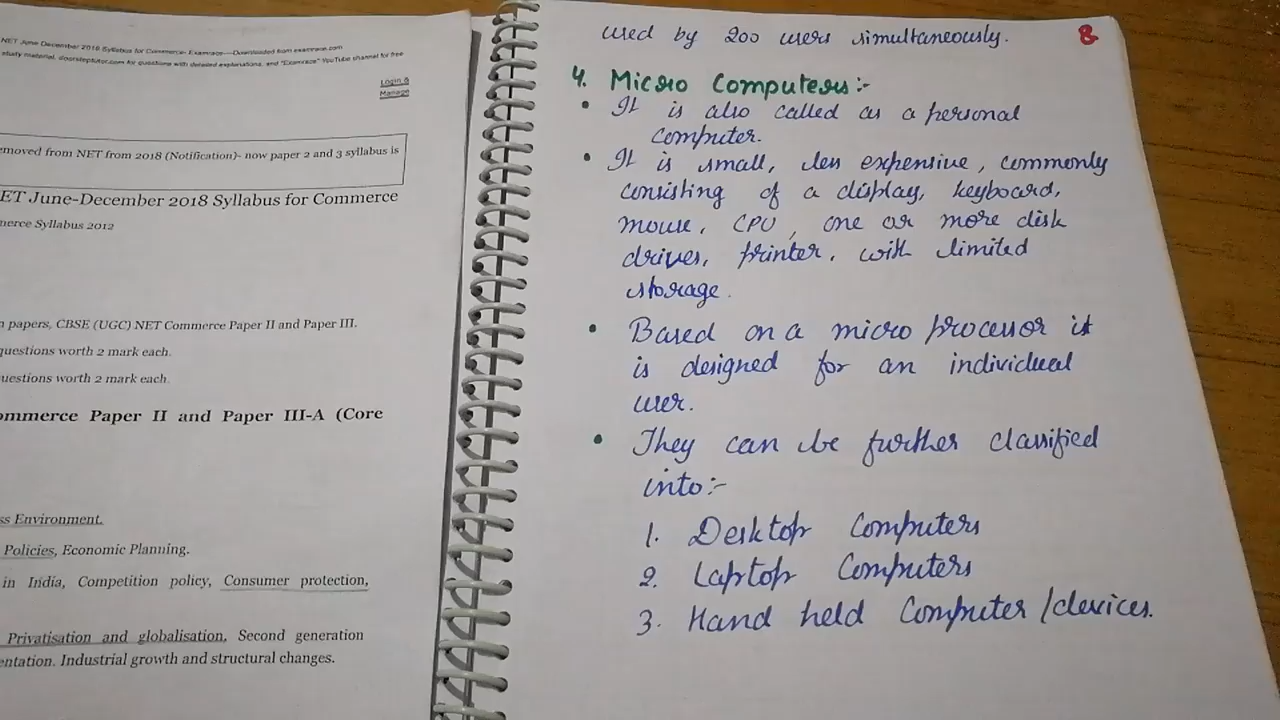 NET June-December 2018 Syllabus for Commerce- Examrace----Downloaded from examrace.com
study material, doorsteptutor.com for questions with detailed explanations, and "Examrace" YouTube channel for free
Login &
Manage
emoved from NET from 2018 (Notification)- now paper 2 and 3 syllabus is
ET June-December 2018 Syllabus for Commerce
merce Syllabus 2012
n papers, CBSE (UGC) NET Commerce Paper II and Paper III.
questions worth 2 mark each.
uestions worth 2 mark each.
ommerce Paper II and Paper III-A (Core
ss Environment.
Policies, Economic Planning.
in India, Competition policy, Consumer protection,
Privatisation and globalisation, Second generation
entation. Industrial growth and structural changes.
used by 200 users simultaneously. 8
4. Micro Computers:-
• It is also called as a personal
computer.
• It is small, less expensive, commonly
consisting of a display, keyboard,
mouse, CPU, one or more disk
drives, printer, with limited
storage.
• Based on a micro processor it
is designed for an individual
user.
• They can be further classified
into:-
1. Desktop Computers
2. Laptop Computers
3. Hand held Computer/devices.